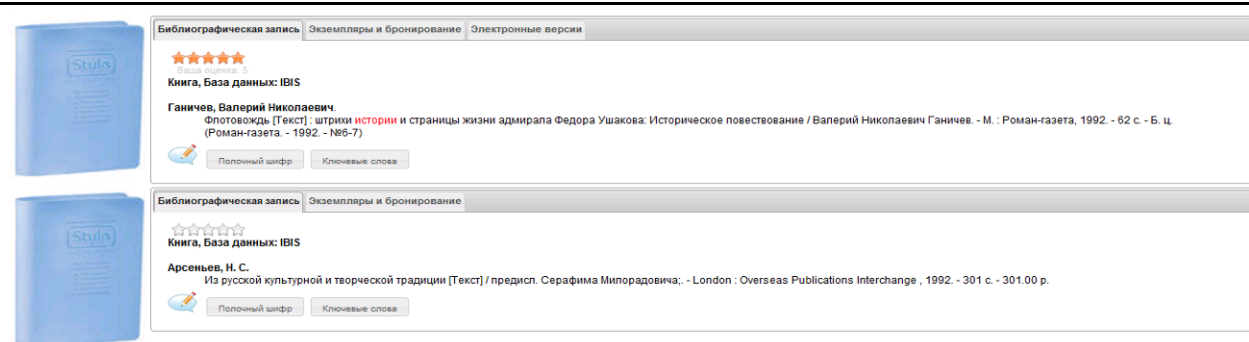 Библиографическая запись Экземпляры и бронирование Электронные версии
Stula
Ваша оценка: 5
Книга, База данных: IBIS
Ганичев, Валерий Николаевич.
Флотовождь [Текст] : штрихи истории и страницы жизни адмирала Федора Ушакова: Историческое повествование / Валерий Николаевич Ганичев. - М. : Роман-газета, 1992. - 62 с. - Б. ц.
(Роман-газета. - 1992. - №6-7)
Полочный шифр Ключевые слова
Библиографическая запись Экземпляры и бронирование
Stula
Книга, База данных: IBIS
Арсеньев, Н. С.
Из русской культурной и творческой традиции [Текст] / предисл. Серафима Милорадовича;. - London : Overseas Publications Interchange , 1992. - 301 с. - 301.00 р.
Полочный шифр Ключевые слова